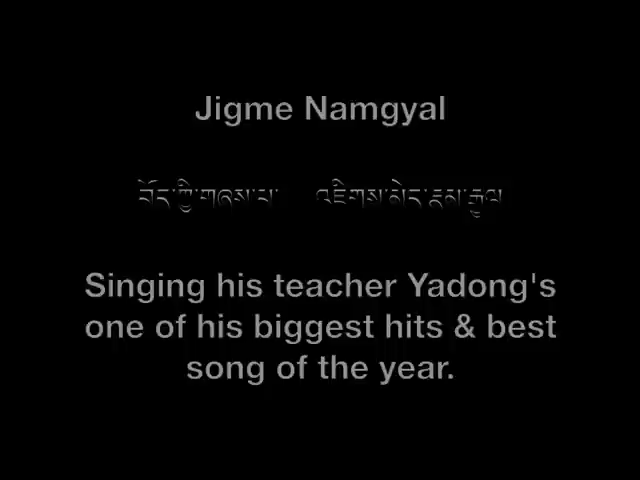 Jigme Namgyal
བོད་ཀྱི་གཞས་པ་ འཇིགས་མེད་རྣམ་རྒྱལ
Singing his teacher Yadong's
one of his biggest hits & best
song of the year.